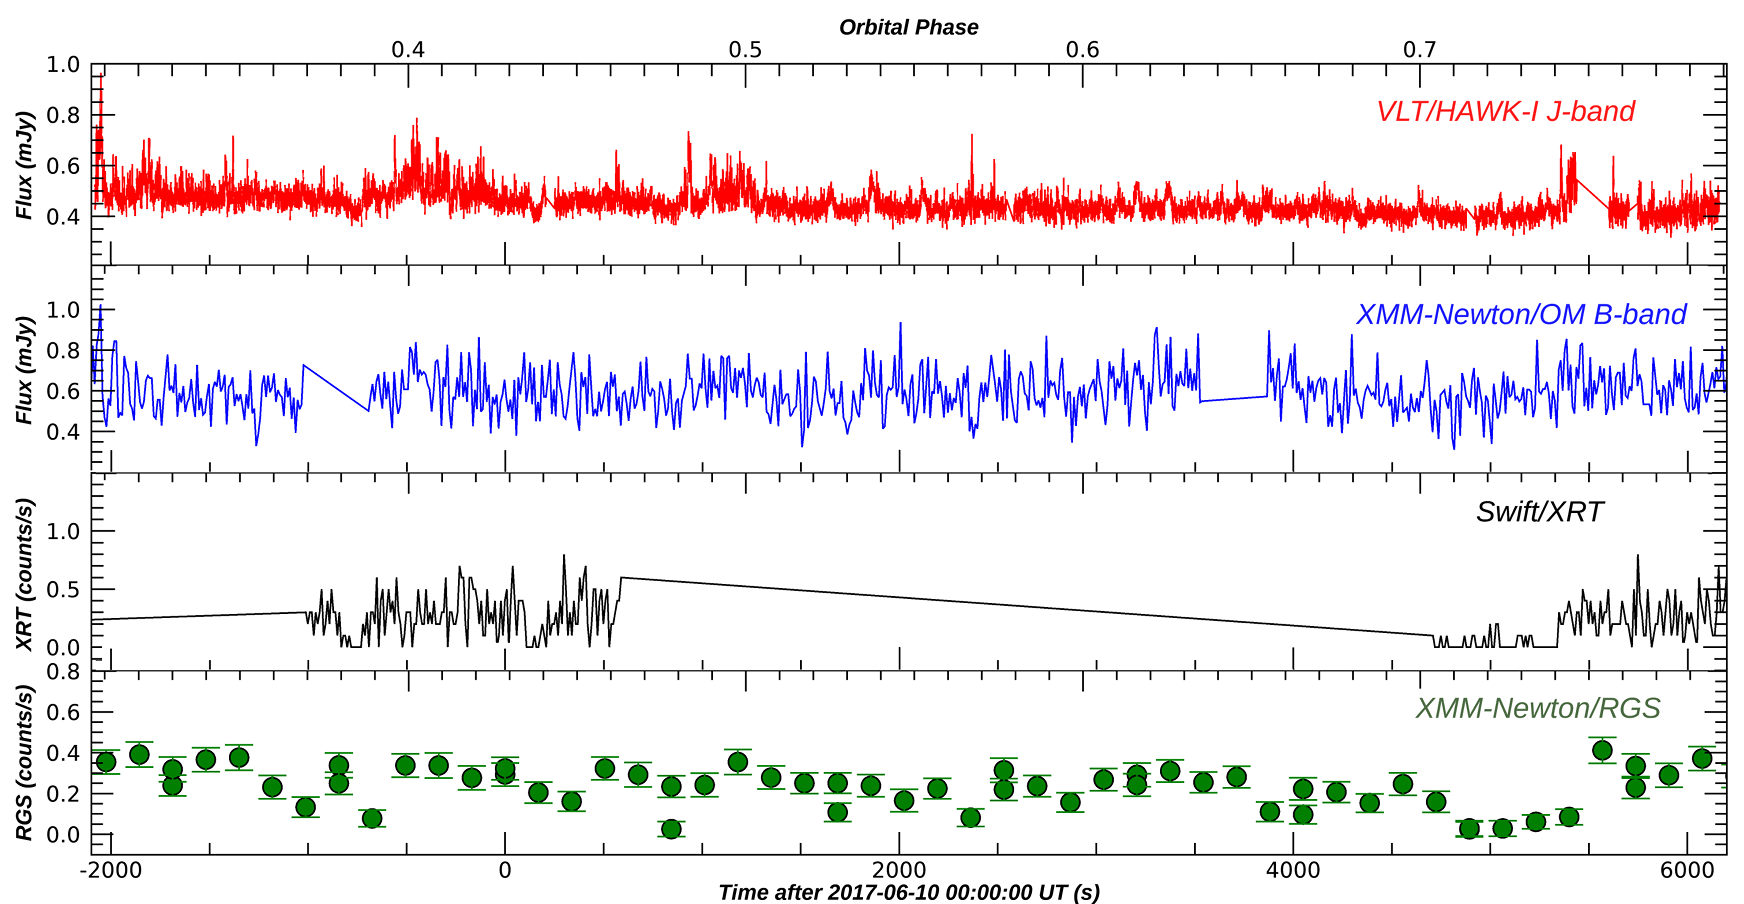 Orbital Phase
0.4 0.5 0.6 0.7
1.0
0.8
0.6
0.4
Flux (mJy)
VLT/HAWK-I J-band
1.0
0.8
0.6
0.4
Flux (mJy)
XMM-Newton/OM B-band
1.0
0.5
0.0
XRT (counts/s)
Swift/XRT
0.8
0.6
0.4
0.2
0.0
RGS (counts/s)
XMM-Newton/RGS
-2000 0 2000 4000 6000
Time after 2017-06-10 00:00:00 UT (s)